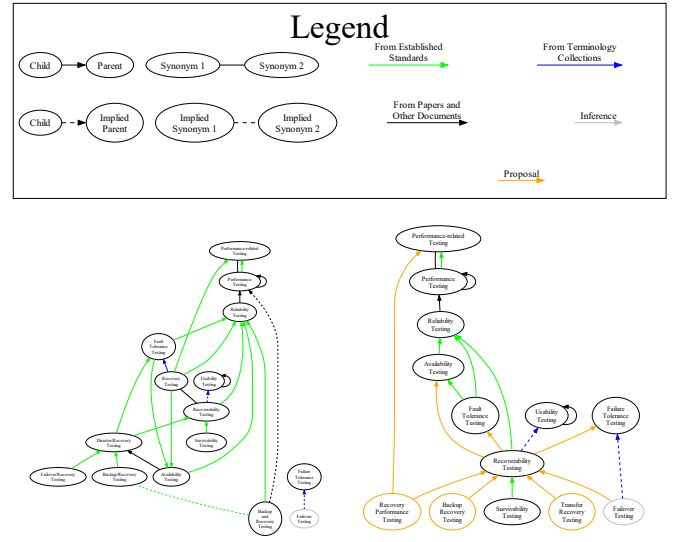 Legend
From Established
Standards
From Terminology
Collections
Child
Parent
Synonym 1
Synonym 2
From Papers and
Other Documents
Inference
Child
Implied
Parent
Implied
Synonym 1
Implied
Synonym 2
Proposal
Performance-related
Testing
Performance
Testing
Reliability
Testing
Fault
Tolerance
Testing
Recovery
Testing
Usability
Testing
Recoverability
Testing
Disaster/Recovery
Testing
Survivability
Testing
Failover/Recovery
Testing
Backup/Recovery
Testing
Availability
Testing
Failure
Tolerance
Testing
Backup
and
Recovery
Testing
Failover
Testing
Performance-related
Testing
Performance
Testing
Reliability
Testing
Availability
Testing
Fault
Tolerance
Testing
Usability
Testing
Failure
Tolerance
Testing
Recoverability
Testing
Recovery
Performance
Testing
Backup
Recovery
Testing
Survivability
Testing
Transfer
Recovery
Testing
Failover
Testing